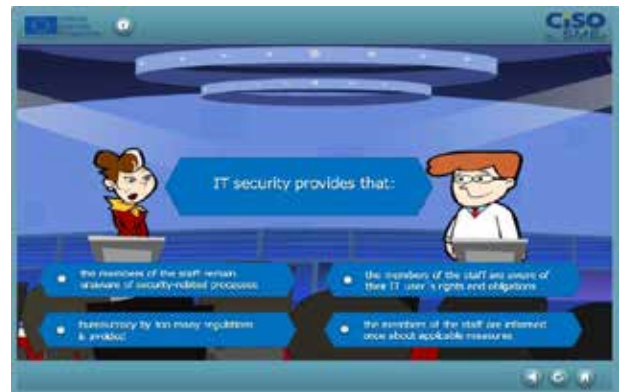 CiSO
SME
IT security provides that:
the members of the staff remain
unaware of security-related processes
the members of the staff are aware of
their IT user's rights and obligations
bureaucracy by too many regulations
is avoided
the members of the staff are informed
once about applicable measures